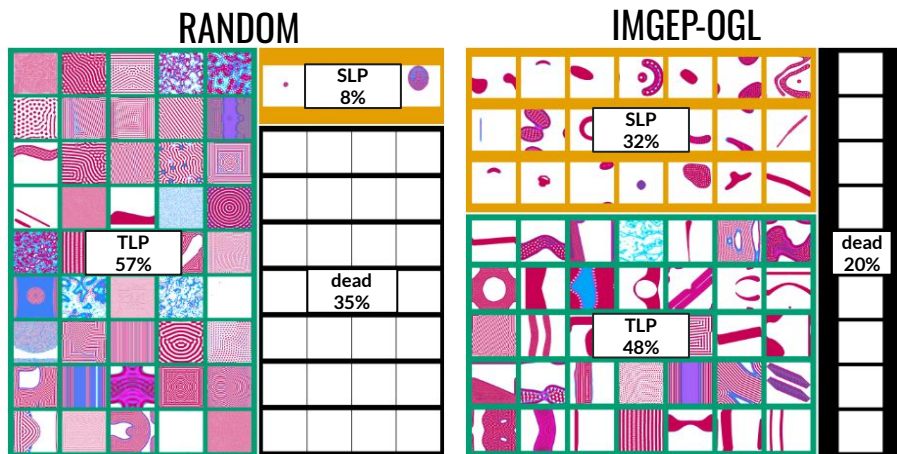 RANDOM
SLP
8%
TLP
57%
dead
35%
IMGEP-OGL
SLP
32%
TLP
48%
dead
20%